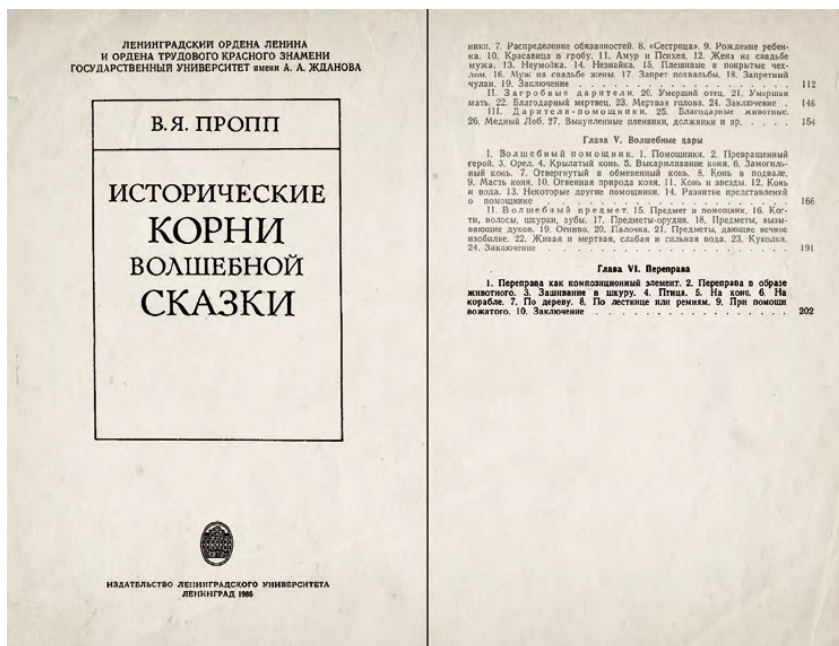 ЛЕНИНГРАДСКИЙ ОРДЕНА ЛЕНИНА
И ОРДЕНА ТРУДОВОГО КРАСНОГО ЗНАМЕНИ
ГОСУДАРСТВЕННЫЙ УНИВЕРСИТЕТ имени А. А. ЖДАНОВА
В. Я. ПРОПП
ИСТОРИЧЕСКИЕ
КОРНИ
ВОЛШЕБНОЙ
СКАЗКИ
ИЗДАТЕЛЬСТВО ЛЕНИНГРАДСКОГО УНИВЕРСИТЕТА
ЛЕНИНГРАД 1986
ники. 7. Распределение обязанностей. 8. «Сестрица». 9. Рождение ребен-
ка. 10. Красавица в гробу. 11. Амур и Психея. 12. Жена на свадьбе
мужа. 13. Неумойка. 14. Незнайка. 15. Плешивые и покрытые чех-
лом. 16. Муж на свадьбе жены. 17. Запрет похвальбы. 18. Запретный
чулан. 19. Заключение . . . . . . . . . . . . . . . . 112
II. Загробные дарители. 20. Умерший отец. 21. Умершая
мать. 22. Благодарный мертвец. 23. Мертвая голова. 24. Заключение . 146
III. Дарители-помощники. 25. Благодарные животные.
26. Медный Лоб. 27. Выкупленные пленники, должники и пр. . . . . 154
Глава V. Волшебные дары
I. Волшебный помощник. 1. Помощники. 2. Превращенный
герой. 3. Орел. 4. Крылатый конь. 5. Выкармливание коня. 6. Замогиль-
ный конь. 7. Отвергнутый и обмененный конь. 8. Конь в подвале.
9. Масть коня. 10. Огненная природа коня. 11. Конь и звезды. 12. Конь
и вода. 13. Некоторые другие помощники. 14. Развитие представлений
о помощнике . . . . . . . . . . . . . . . . 166
II. Волшебный предмет. 15. Предмет и помощник. 16. Ког-
ти, волосы, шкурки, зубы. 17. Предметы-орудия. 18. Предметы, вызы-
вающие духов. 19. Огниво. 20. Палочка. 21. Предметы, дающие вечное
изобилие. 22. Живая и мертвая, слабая и сильная вода. 23. Куколки.
24. Заключение . . . . . . . . . . . . . . . . 191
Глава VI. Переправа
1. Переправа как композиционный элемент. 2. Переправа в образе
животного. 3. Зашивание в шкуру. 4. Птица. 5. На коне. 6. На
корабле. 7. По дереву. 8. По лестнице или ремням. 9. При помощи
вожатого. 10. Заключение . . . . . . . . . . . . . . . . 202